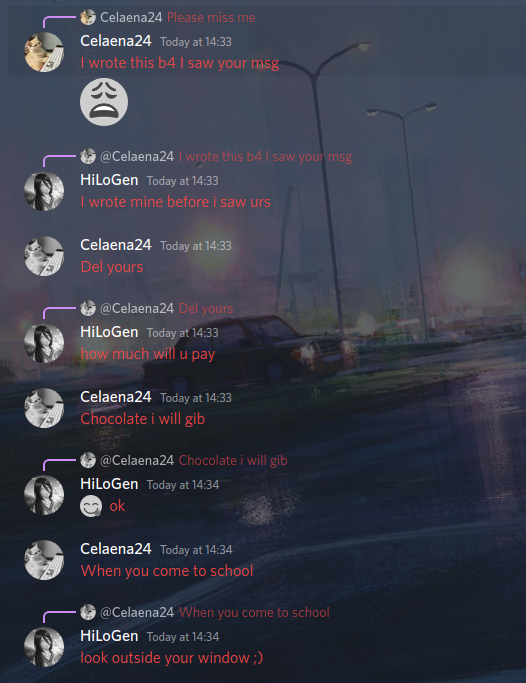 Celaena24 Please miss me
Celaena24 Today at 14:33
I wrote this b4 I saw your msg
@Celaena24 I wrote this b4 I saw your msg
HiLoGen Today at 14:33
I wrote mine before i saw urs
Celaena24 Today at 14:33
Del yours
@Celaena24 Del yours
HiLoGen Today at 14:33
how much will u pay
Celaena24 Today at 14:33
Chocolate i will gib
@Celaena24 Chocolate i will gib
HiLoGen Today at 14:34
ok
Celaena24 Today at 14:34
When you come to school
@Celaena24 When you come to school
HiLoGen Today at 14:34
look outside your window ;)